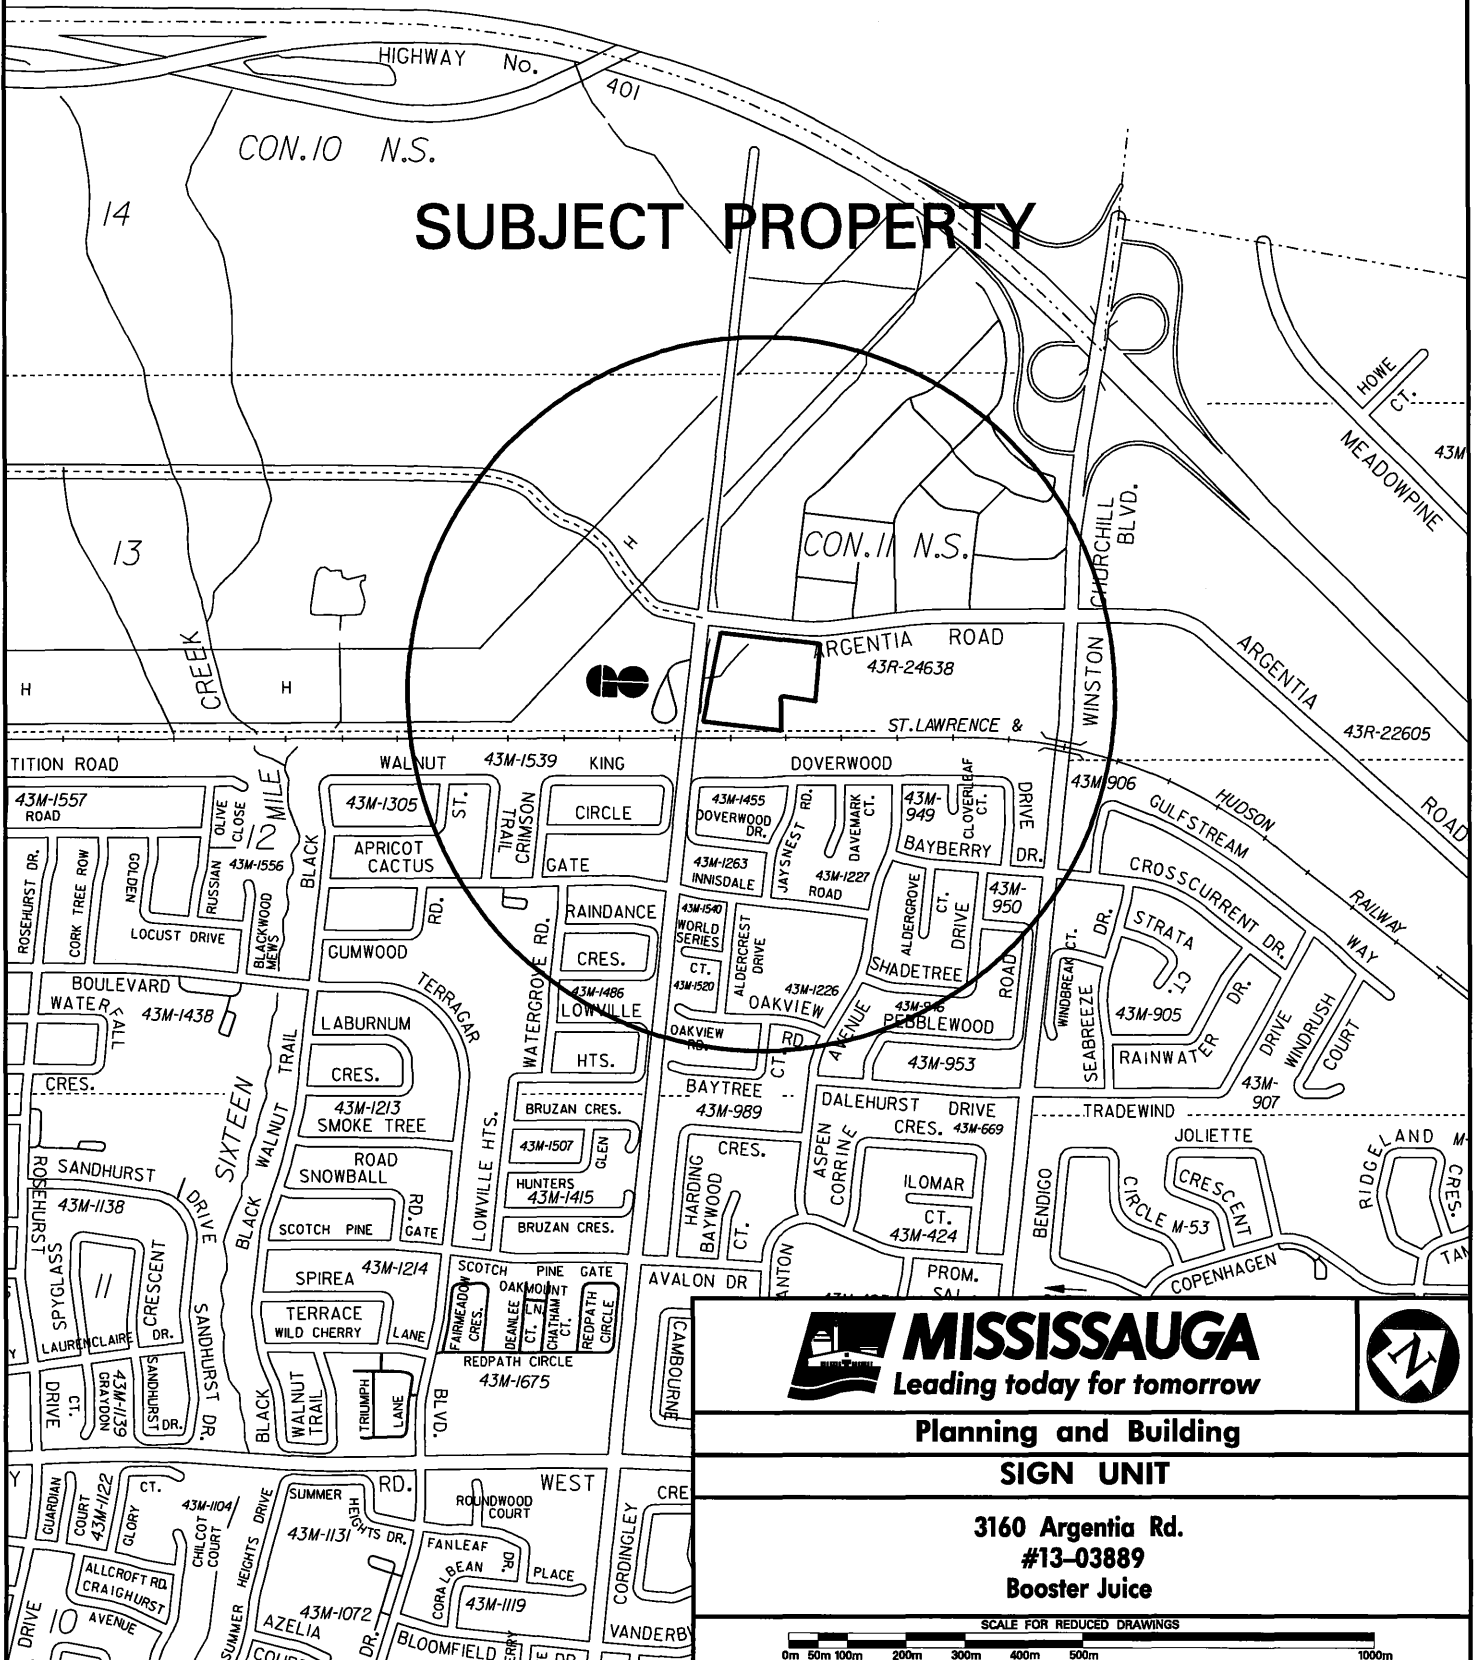 HIGHWAY No. 401
CON.10 N.S.
14
SUBJECT PROPERTY
HOWE CT.
MEADOWPINE
43M
13
H
CON.11 N.S.
CHURCHILL BLVD.
CREEK
H
H
ARGENTIA ROAD
43R-24638
GO
WINSTON
ARGENTIA
ROAD
43R-22605
ST.LAWRENCE &
HUDSON
RAILWAY
TITION ROAD
WALNUT
43M-1539
KING
DOVERWOOD
43M-906
43M-1557
ROAD
OLIVE CLOSE
MILE
12
43M-1305
ST.
CRIMSON TRAIL
CIRCLE
43M-1455
DOVERWOOD DR.
JAYSNEST RD.
DAVEMARK CT.
43M-949
CLOVERLEAF CT.
DRIVE
GULFSTREAM
WAY
APRICOT
CACTUS
GATE
43M-1263
INNISDALE
ROAD
43M-1227
BAYBERRY
DR.
CROSSCURRENT DR.
ROSEHURST DR.
CORK TREE ROW
GOLDEN
RUSSIAN
43M-1556
BLACK
BLACKWOOD MEWS
LOCUST DRIVE
RD.
GUMWOOD
RAINDANCE
CRES.
43M-1540
WORLD SERIES
CT.
43M-1520
ALDERCREST DRIVE
ALDERGROVE CT.
DRIVE
43M-950
SHADETREE
STRATA
CT.
DR.
WINDBREAK CT.
SEABREEZE
43M-905
RAINWATER
DR.
DRIVE
WINDRUSH COURT
43M-907
BOULEVARD
WATERFALL
43M-1438
CRES.
TERRAGAR
LABURNUM
TRAIL
CRES.
WATERGROVE RD.
43M-1486
LOWVILLE
HTS.
43M-1226
OAKVIEW
OAKVIEW RD.
RD.
CT.
AVENUE
43M-946
PEBBLEWOOD
ROAD
43M-953
SIXTEEN
43M-1213
SMOKE TREE
BRUZAN CRES.
BAYTREE
43M-989
DALEHURST DRIVE
TRADEWIND
CRES. 43M-669
JOLIETTE
RIDGELAND
M-
CRES.
SANDHURST
43M-1138
DRIVE
ROSEHURST
BLACK
WALNUT
ROAD
SNOWBALL
RD.
SCOTCH PINE
GATE
LOWVILLE HTS.
43M-1507
GLEN
HUNTERS
43M-1415
BRUZAN CRES.
CRES.
HARDING
BAYWOOD
CT.
ASPEN
CORRINE
ILOMAR
CT.
43M-424
BENDIGO
CIRCLE M-53
CRESCENT
COPENHAGEN
TAN
SPYGLASS
11
CRESCENT
SPIREA
43M-1214
TERRACE
WILD CHERRY
LANE
SCOTCH PINE GATE
OAKMOUNT
LN.
FAIRMEADOW CRES.
DEANLEE CT.
CHATHAM CT.
REDPATH CIRCLE
AVALON DR
ANTON
PROM.
LAURENCLAIRE DR.
SANDHURST DR.
REDPATH CIRCLE
43M-1675
CAMBOURNE
DRIVE
CT.
GRAYDON
43M-1139
SANDHURST
DR.
BLACK
WALNUT
TRAIL
TRIUMPH
LANE
BLVD.
GUARDIAN
COURT
43M-1122
GLORY
CT.
43M-1104
CHILCOT COURT
SUMMER HEIGHTS DRIVE
SUMMER
HEIGHTS DR.
43M-1131
RD.
WEST
ROUNDWOOD COURT
CRE
FANLEAF
DR.
CORALBEAN
PLACE
43M-1119
CORDINGLEY
ALLCROFT RD.
CRAIGHURST
AVENUE
10
DRIVE
43M-1072
AZELIA
DR.
BLOOMFIELD
VANDERB
MISSISSAUGA
Leading today for tomorrow
N
Planning and Building
SIGN UNIT
3160 Argentia Rd.
#13-03889
Booster Juice
SCALE FOR REDUCED DRAWINGS
0m 50m 100m 200m 300m 400m 500m 1000m